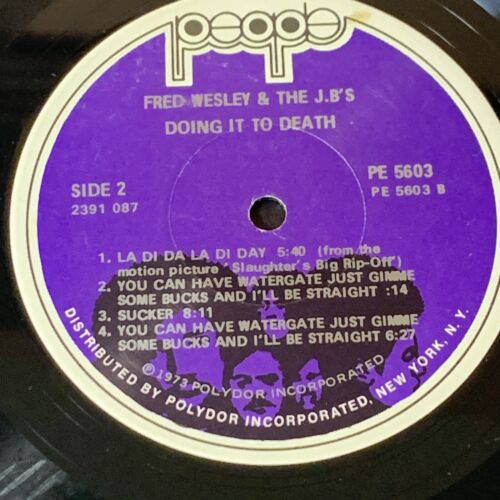 people
FRED WESLEY & THE J.B'S
DOING IT TO DEATH
SIDE 2
2391 087
PE 5603
PE 5603 B
1. LA DI DA LA DI DAY 5:40 (from the
motion picture 'Slaughter's Big Rip-Off')
2. YOU CAN HAVE WATERGATE JUST GIMME
SOME BUCKS AND I'LL BE STRAIGHT :14
3. SUCKER 8:11
4. YOU CAN HAVE WATERGATE JUST GIMME
SOME BUCKS AND I'LL BE STRAIGHT 6:27
©1973 POLYDOR INCORPORATED
DISTRIBUTED BY POLYDOR INCORPORATED, NEW YORK, N. Y.